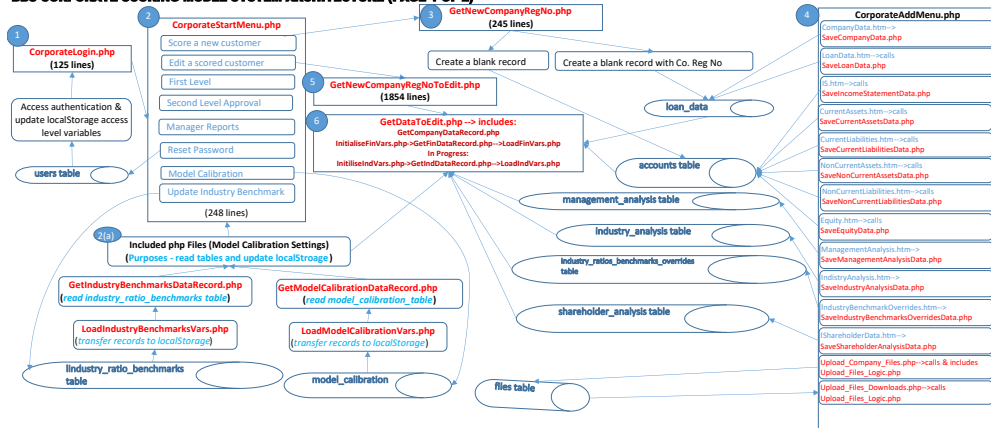 1
CorporateLogin.php
(125 lines)
Access authentication &
update localStorage access
level variables
users table
2
CorporateStartMenu.php
Score a new customer
Edit a scored customer
First Level
Second Level Approval
Manager Reports
Reset Password
Model Calibration
Update Industry Benchmark
(248 lines)
2(a)
Included php Files (Model Calibration Settings)
(Purposes - read tables and update localStroage)
GetIndustryBenchmarksDataRecord.php
(read industry_ratio_benchmarks table)
LoadIndustryBenchmarksVars.php
(transfer records to localStorage)
Iindustry_ratio_benchmarks
table
GetModelCalibrationDataRecord.php
(read model_calibration_table)
LoadModelCalibrationVars.php
(transfer records to localStorage)
model_calibration
3
GetNewCompanyRegNo.php
(245 lines)
Create a blank record
Create a blank record with Co. Reg No
5
GetNewCompanyRegNoToEdit.php
(1854 lines)
6
GetDataToEdit.php --> includes:
GetCompanyDataRecord.php
InitialiseFinVars.php->GetFinDataRecord.php->LoadFinVars.php
In Progress:
InitiliseIndVars.php->GetIndDataRecord.php->LoadIndVars.php
loan_data
accounts table
management_analysis table
industry_analysis table
Industry_ratios_benchmarks_overrides
table
shareholder_analysis table
files table
4
CorporateAddMenu.php
CompanyData.htm-->
SaveCompanyData.php
LoanData.htm-->calls
SaveLoanData.php
IS.htm-->calls
SaveIncomeStatementData.php
CurrentAssets.htm-->calls
SaveCurrentAssetsData.php
CurrentLiabilities.htm-->calls
SaveCurrentLiabilitiesData.php
NonCurrentAssets.htm-->calls
SaveNonCurrentAssetsData.php
NonCurrentLiabilities.htm-->calls
SaveNonCurrentLiabilitiesData.php
Equity.htm-->calls
SaveEquityData.php
ManagementAnalysis.htm-->calls
SaveManagementAnalysisData.php
IndistryAnalysis.htm-->calls
SaveIndustryAnalysisData.php
IndustryBenchmarkOverrides.htm-->
SaveIndustryBenchmarksOverridesData.php
IShareholderData.htm-->
SaveShareholderAnalysisData.php
Upload_Company_Files.php-->calls & includes
Upload_Files_Logic.php
Upload_Files_Downloads.php-->calls
Upload_Files_Logic.php